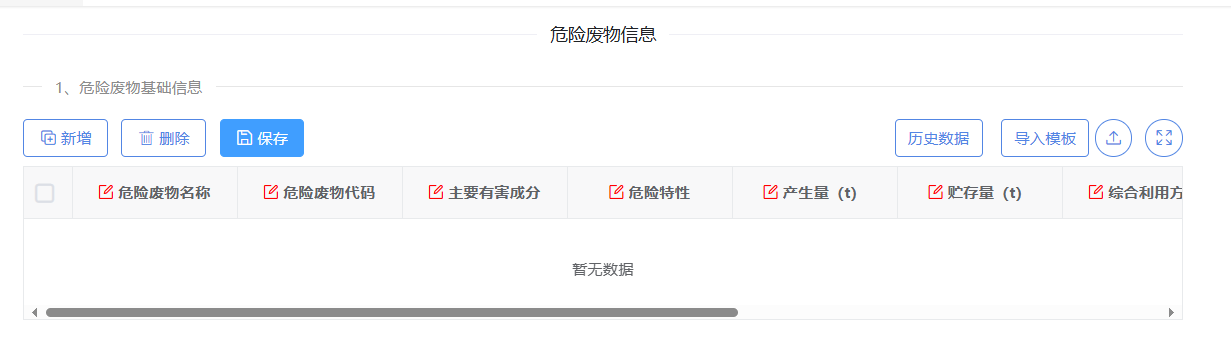 危险废物信息
1、危险废物基础信息
新增 删除 保存 历史数据 导入模板
危险废物名称 危险废物代码 主要有害成分 危险特性 产生量（t） 贮存量（t） 综合利用方
暂无数据